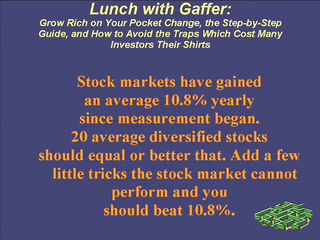 Lunch with Gaffer:
Grow Rich on Your Pocket Change, the Step-by-Step
Guide, and How to Avoid the Traps Which Cost Many
Investors Their Shirts
Stock markets have gained
an average 10.8% yearly
since measurement began.
20 average diversified stocks
should equal or better that. Add a few
little tricks the stock market cannot
perform and you
should beat 10.8%.